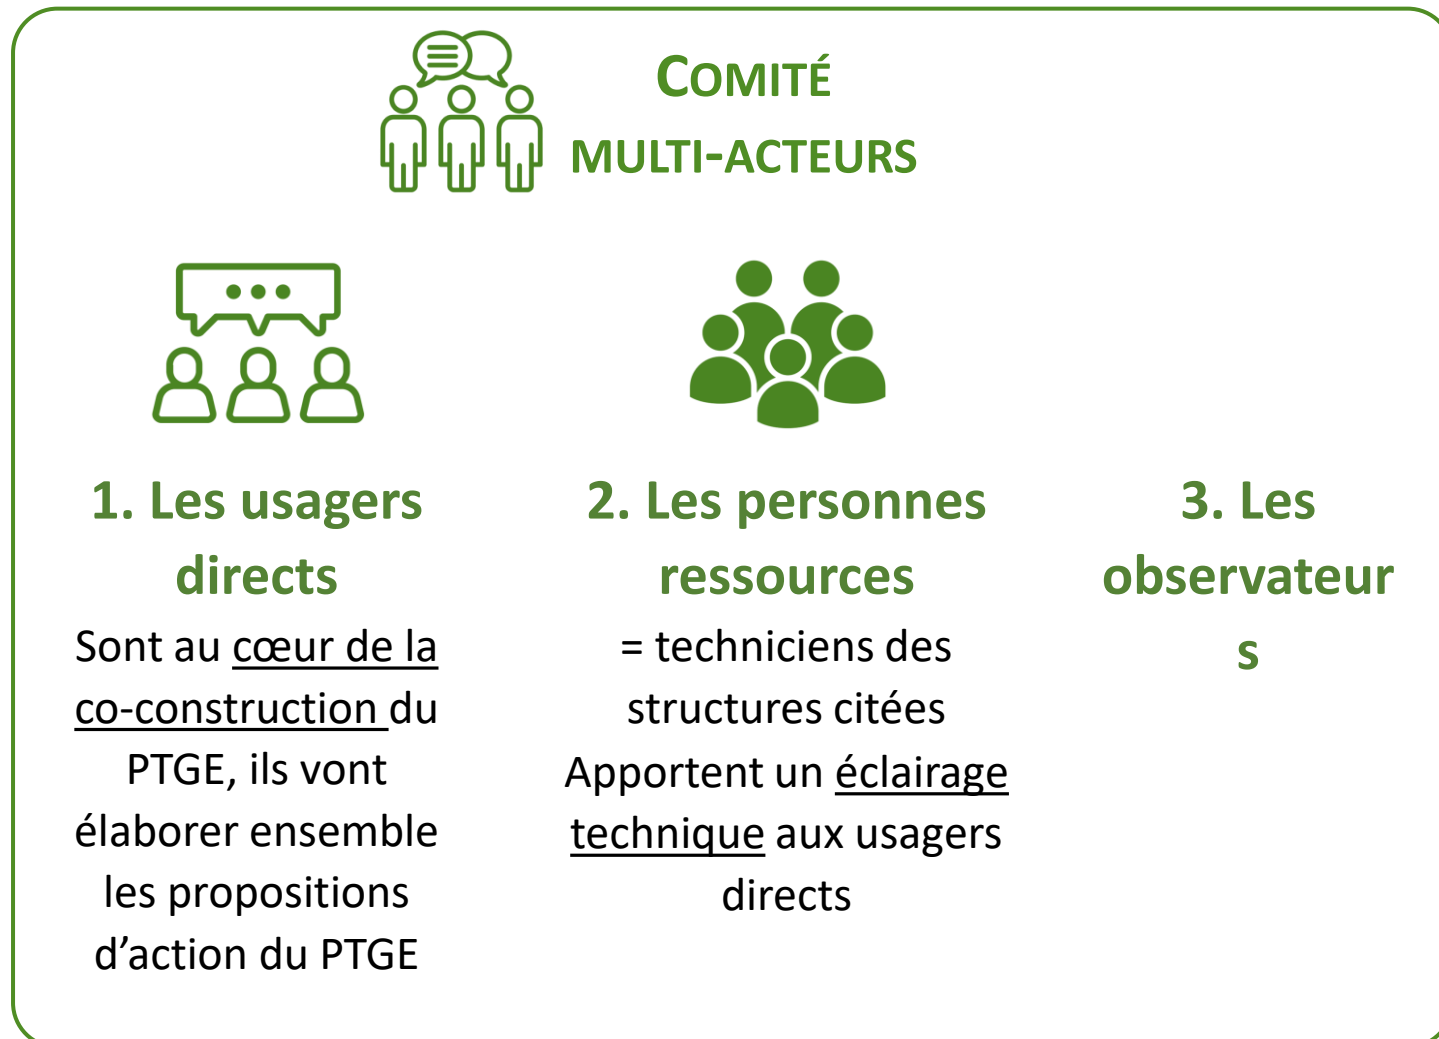 COMITÉ
MULTI-ACTEURS
1. Les usagers
directs
Sont au cœur de la
co-construction du
PTGE, ils vont
élaborer ensemble
les propositions
d’action du PTGE
2. Les personnes
ressources
= techniciens des
structures citées
Apportent un éclairage
technique aux usagers
directs
3. Les
observateur
s